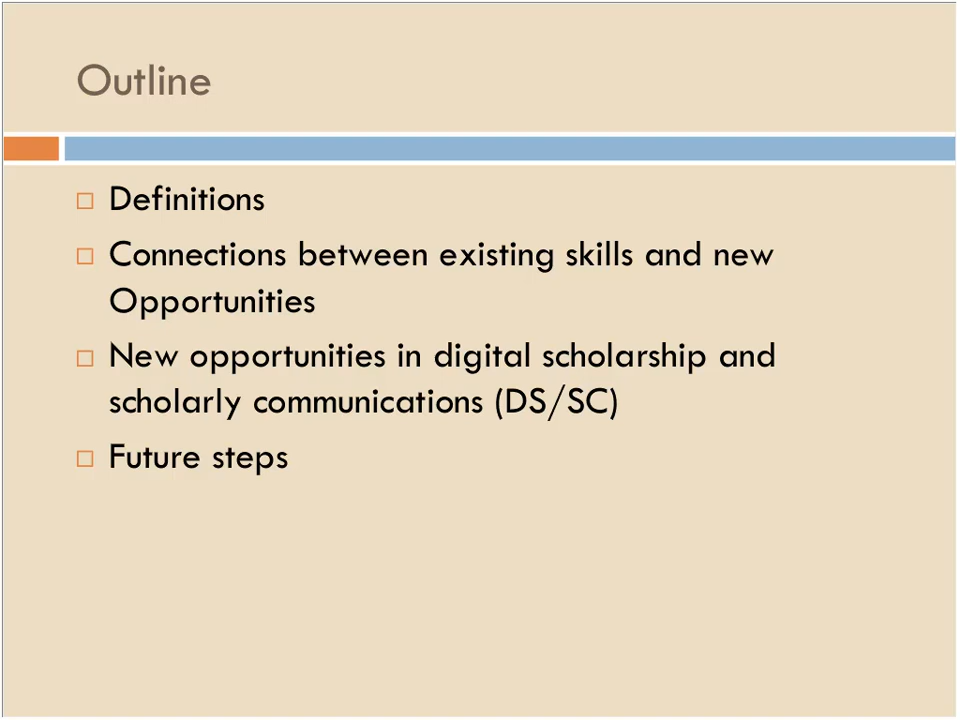 Outline
Definitions
Connections between existing skills and new
Opportunities
New opportunities in digital scholarship and
scholarly communications (DS/SC)
Future steps